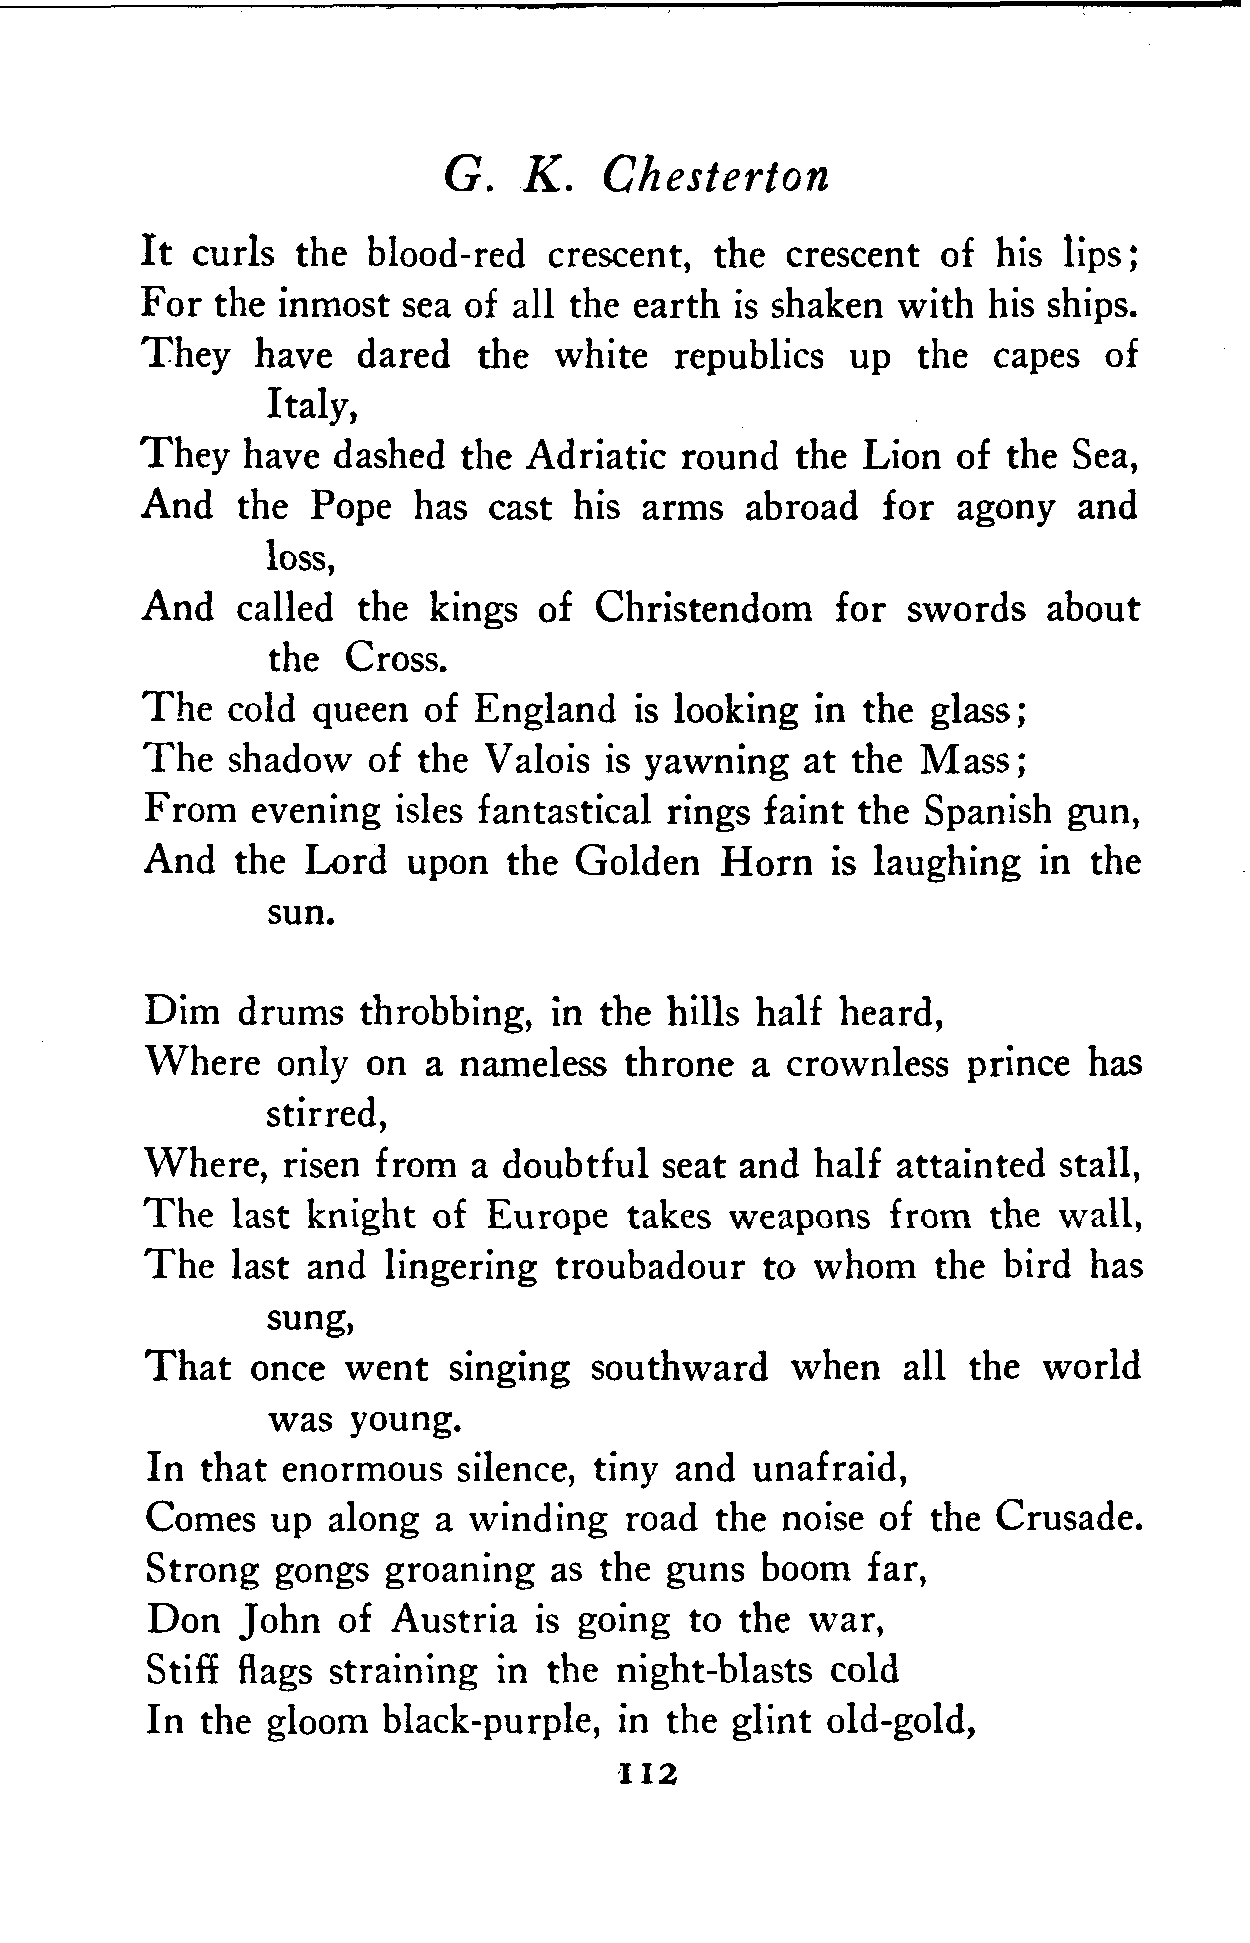 G. K. Chesterton
It curls the blood-red crescent, the crescent of his lips;
For the inmost sea of all the earth is shaken with his ships.
They have dared the white republics up the capes of
Italy,
They have dashed the Adriatic round the Lion of the Sea,
And the Pope has cast his arms abroad for agony and
loss,
And called the kings of Christendom for swords about
the Cross.
The cold queen of England is looking in the glass;
The shadow of the Valois is yawning at the Mass;
From evening isles fantastical rings faint the Spanish gun,
And the Lord upon the Golden Horn is laughing in the
sun.
Dim drums throbbing, in the hills half heard,
Where only on a nameless throne a crownless prince has
stirred,
Where, risen from a doubtful seat and half attainted stall,
The last knight of Europe takes weapons from the wall,
The last and lingering troubadour to whom the bird has
sung,
That once went singing southward when all the world
was young.
In that enormous silence, tiny and unafraid,
Comes up along a winding road the noise of the Crusade.
Strong gongs groaning as the guns boom far,
Don John of Austria is going to the war,
Stiff flags straining in the night-blasts cold
In the gloom black-purple, in the glint old-gold,
112